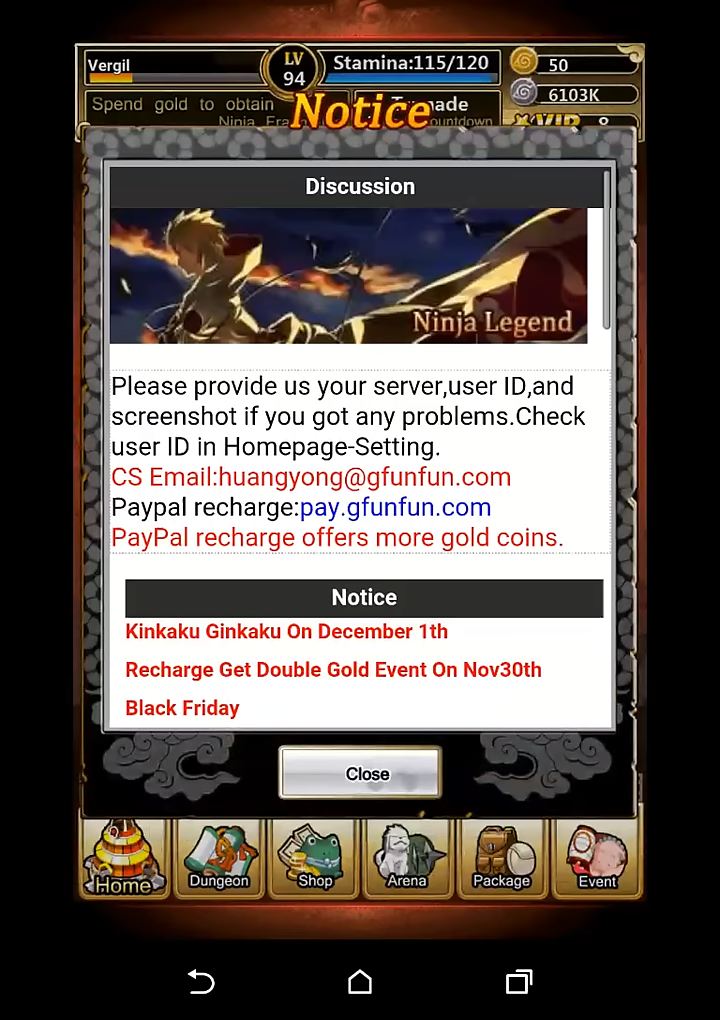 Vergil
LV
94
Stamina:115/120
50
6103K
Spend gold to obtain
Notice
Discussion
Ninja Legend
Please provide us your server,user ID,and
screenshot if you got any problems.Check
user ID in Homepage-Setting.
CS Email:huangyong@gfunfun.com
Paypal recharge:pay.gfunfun.com
PayPal recharge offers more gold coins.
Notice
Kinkaku Ginkaku On December 1th
Recharge Get Double Gold Event On Nov30th
Black Friday
Close
Home
Dungeon
Shop
Arena
Package
Event